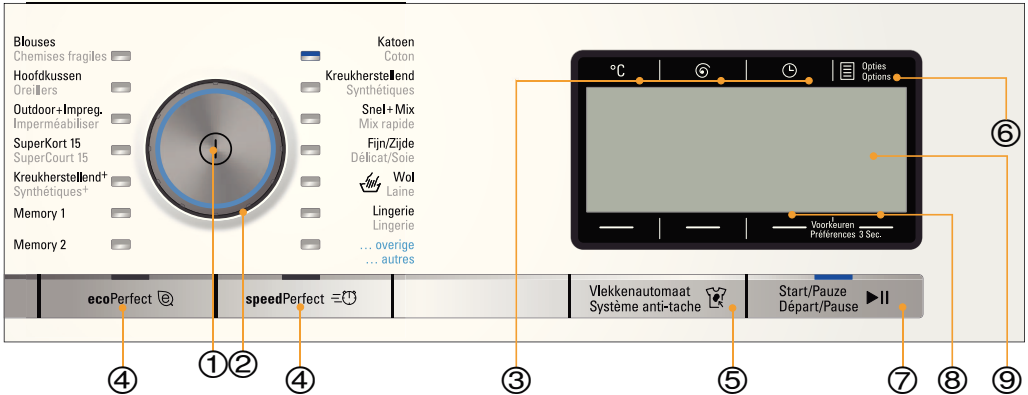 Blouses
Chemises fragiles
Hoofdkussen
Oreillers
Outdoor+Impreg.
Imperméabiliser
SuperKort 15
SuperCourt 15
Kreukherstellend+
Synthétiques+
Memory 1
Memory 2
Katoen
Coton
Kreukherstellend
Synthétiques
Snel+Mix
Mix rapide
Fijn/Zijde
Délicat/Soie
Wol
Laine
Lingerie
Lingerie
... overige
... autres
°C
Opties
Options
Voorkeuren
Préférences 3 Sec.
ecoPerfect e
speedPerfect
Vlekkenautomaat
Système anti-tache
Start/Pauze
Départ/Pause
③
⑥
④
①
②
④
⑤
⑦
⑧
⑨